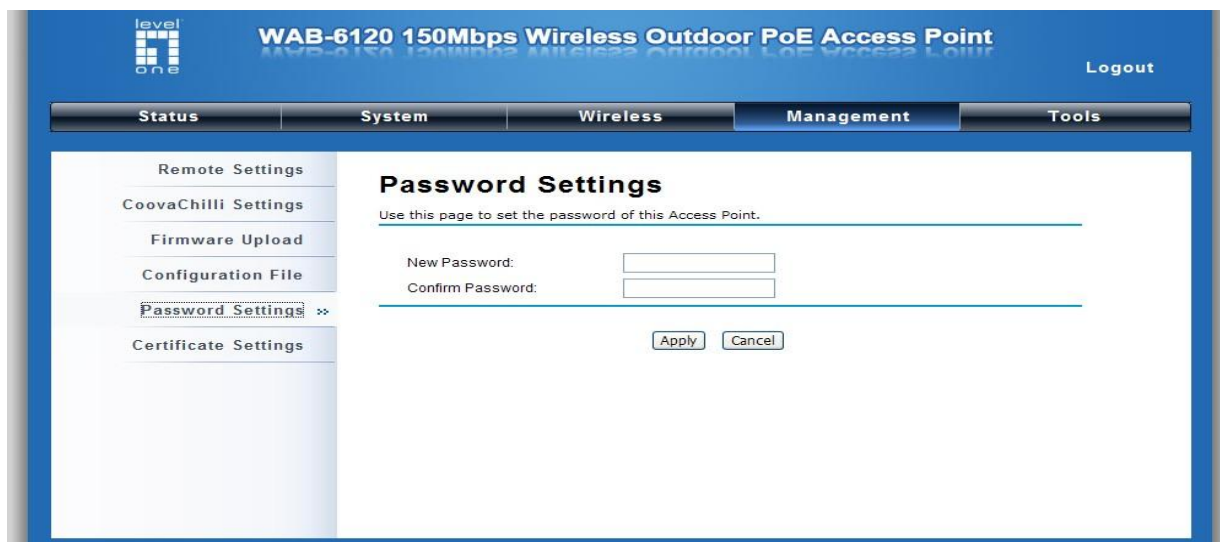 level
one
WAB-6120 150Mbps Wireless Outdoor PoE Access Point
Logout
Status System Wireless Management Tools
Remote Settings
CoovaChilli Settings
Firmware Upload
Configuration File
Password Settings »
Certificate Settings
Password Settings
Use this page to set the password of this Access Point.
New Password:
Confirm Password:
Apply Cancel